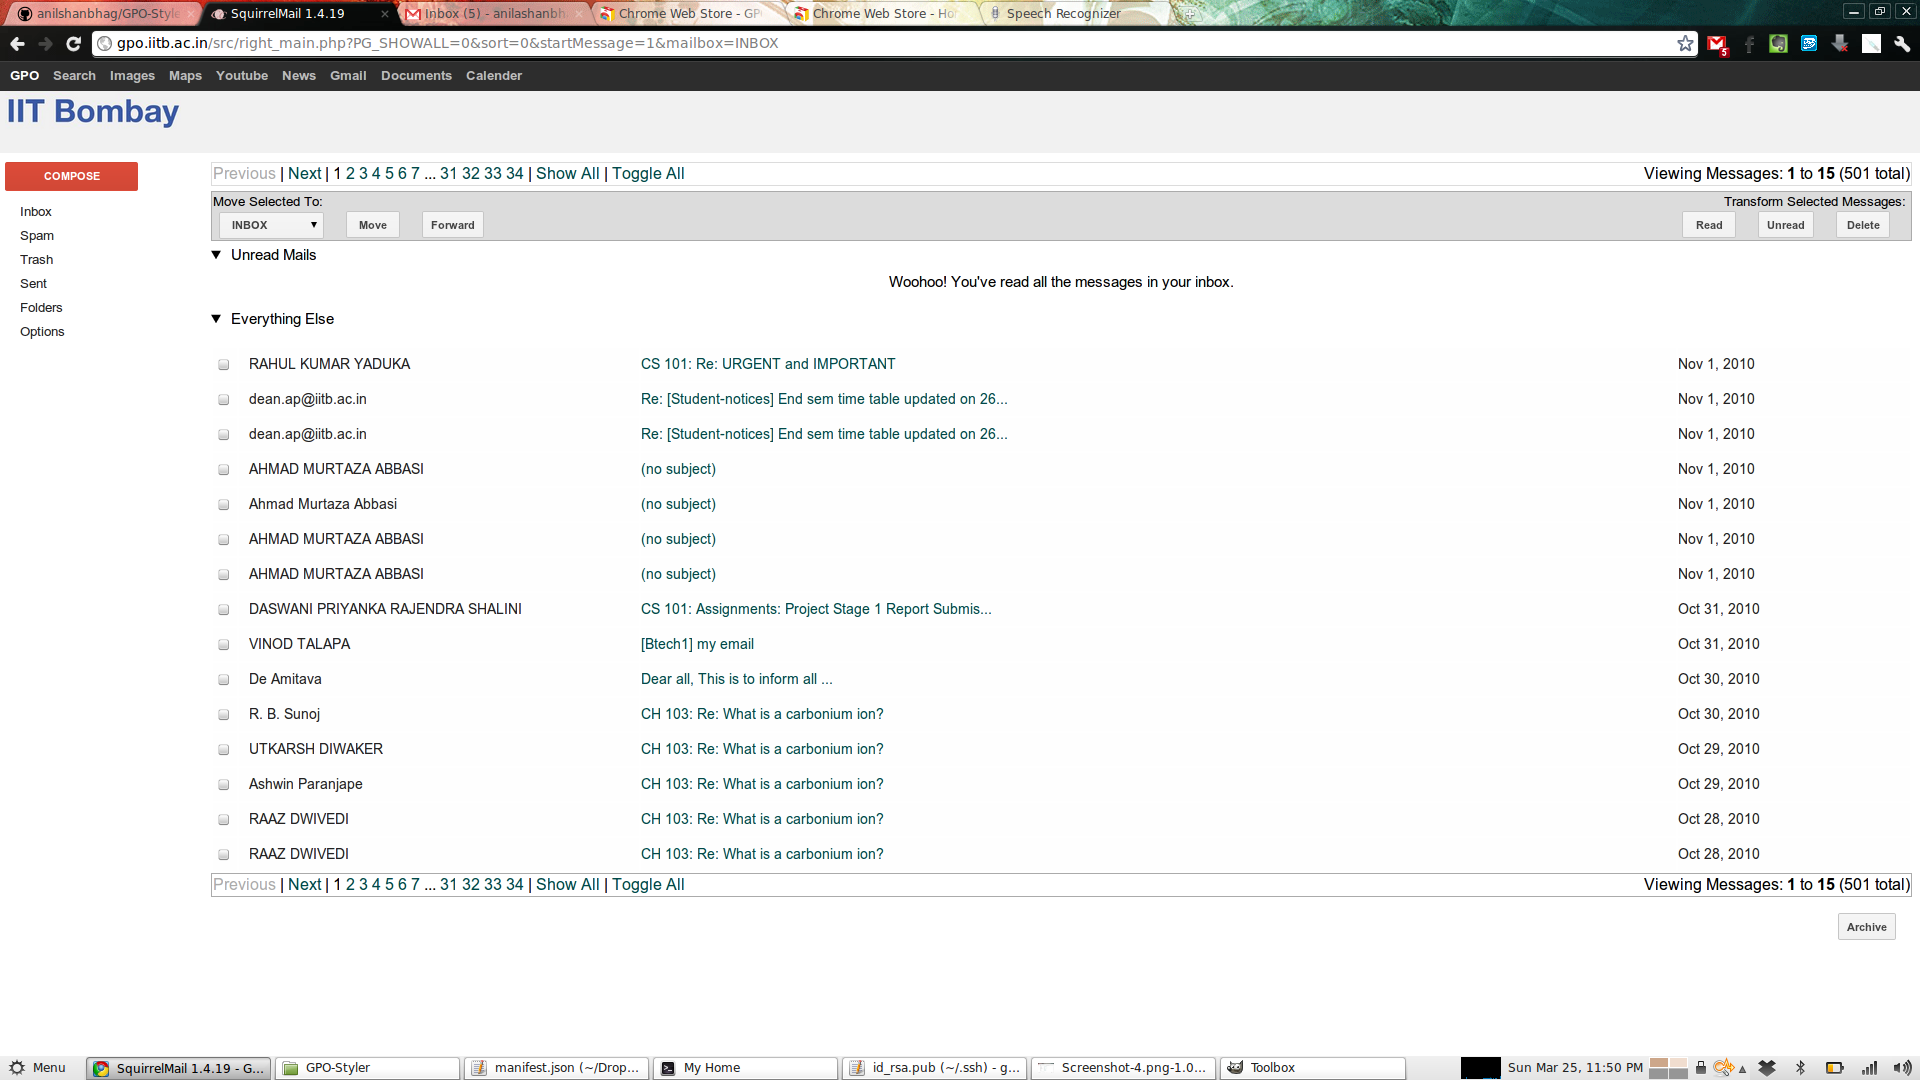 anilshanbhag/GPO-Style SquirrelMail 1.4.19 Inbox (5) - anilashanbh Chrome Web Store - GP Chrome Web Store - Ho Speech Recognizer
gpo.iitb.ac.in/src/right_main.php?PG_SHOWALL=0&sort=0&startMessage=1&mailbox=INBOX 5
GPO Search Images Maps Youtube News Gmail Documents Calender
IIT Bombay
COMPOSE
Inbox
Spam
Trash
Sent
Folders
Options
Previous | Next | 1 2 3 4 5 6 7 ... 31 32 33 34 | Show All | Toggle All Viewing Messages: 1 to 15 (501 total)
Move Selected To: Transform Selected Messages:
INBOX Move Forward Read Unread Delete
Unread Mails
Woohoo! You've read all the messages in your inbox.
Everything Else
RAHUL KUMAR YADUKA CS 101: Re: URGENT and IMPORTANT Nov 1, 2010
dean.ap@iitb.ac.in Re: [Student-notices] End sem time table updated on 26... Nov 1, 2010
dean.ap@iitb.ac.in Re: [Student-notices] End sem time table updated on 26... Nov 1, 2010
AHMAD MURTAZA ABBASI (no subject) Nov 1, 2010
Ahmad Murtaza Abbasi (no subject) Nov 1, 2010
AHMAD MURTAZA ABBASI (no subject) Nov 1, 2010
AHMAD MURTAZA ABBASI (no subject) Nov 1, 2010
DASWANI PRIYANKA RAJENDRA SHALINI CS 101: Assignments: Project Stage 1 Report Submis... Oct 31, 2010
VINOD TALAPA [Btech1] my email Oct 31, 2010
De Amitava Dear all, This is to inform all ... Oct 30, 2010
R. B. Sunoj CH 103: Re: What is a carbonium ion? Oct 30, 2010
UTKARSH DIWAKER CH 103: Re: What is a carbonium ion? Oct 29, 2010
Ashwin Paranjape CH 103: Re: What is a carbonium ion? Oct 29, 2010
RAAZ DWIVEDI CH 103: Re: What is a carbonium ion? Oct 28, 2010
RAAZ DWIVEDI CH 103: Re: What is a carbonium ion? Oct 28, 2010
Previous | Next | 1 2 3 4 5 6 7 ... 31 32 33 34 | Show All | Toggle All Viewing Messages: 1 to 15 (501 total)
Archive
Menu SquirrelMail 1.4.19 - G... GPO-Styler manifest.json (~/Drop... My Home id_rsa.pub (~/.ssh) - g... Screenshot-4.png-1.0... Toolbox Sun Mar 25, 11:50 PM